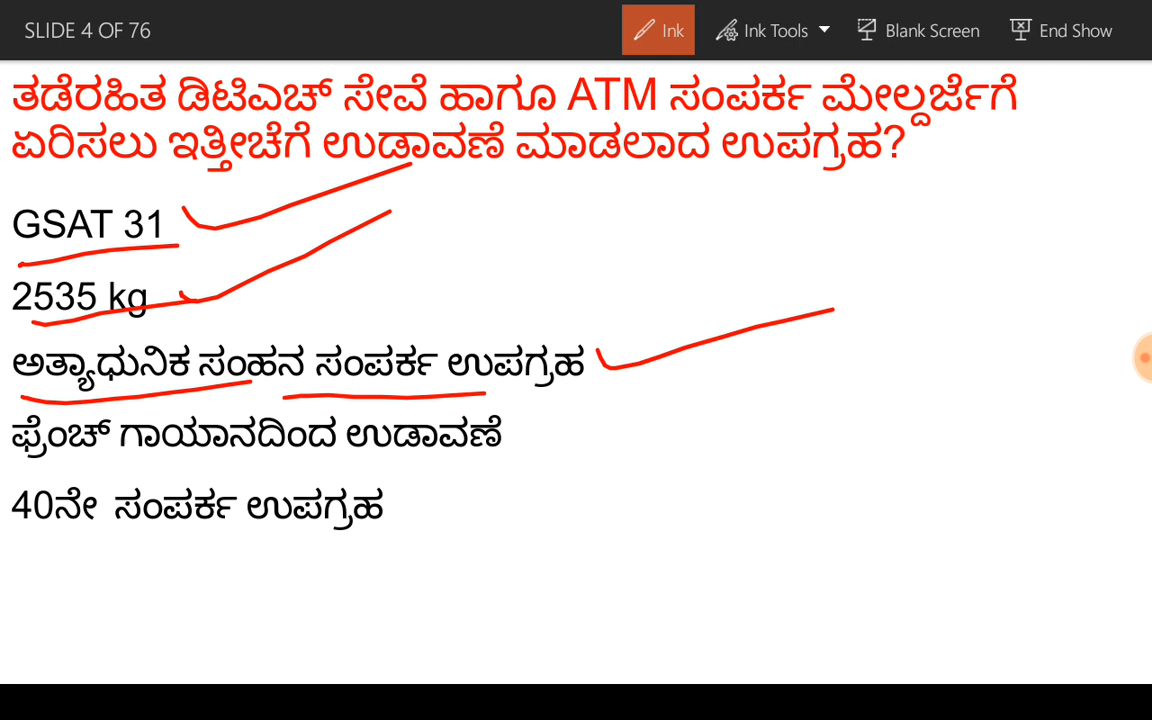 SLIDE 4 OF 76
Ink
Ink Tools
Blank Screen
End Show
ತಡೆರಹಿತ ಡಿಟಿಎಚ್ ಸೇವೆ ಹಾಗೂ ATM ಸಂಪರ್ಕ ಮೇಲ್ದರ್ಜೆಗೆ
ಏರಿಸಲು ಇತ್ತೀಚೆಗೆ ಉಡಾವಣೆ ಮಾಡಲಾದ ಉಪಗ್ರಹ?
GSAT 31
2535 kg
ಅತ್ಯಾಧುನಿಕ ಸಂಹನ ಸಂಪರ್ಕ ಉಪಗ್ರಹ
ಫ್ರೆಂಚ್ ಗಾಯಾನದಿಂದ ಉಡಾವಣೆ
40ನೇ ಸಂಪರ್ಕ ಉಪಗ್ರಹ